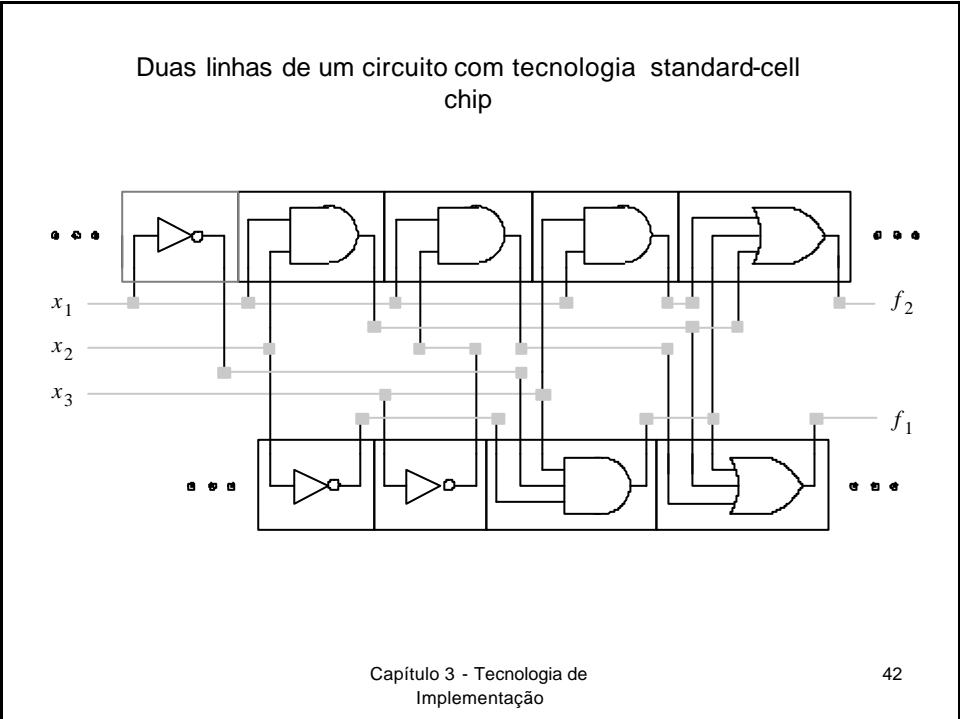 Duas linhas de um circuito com tecnologia standard-cell
chip
x1
f2
x2
x3
f1
Capítulo 3 - Tecnologia de
Implementação
42